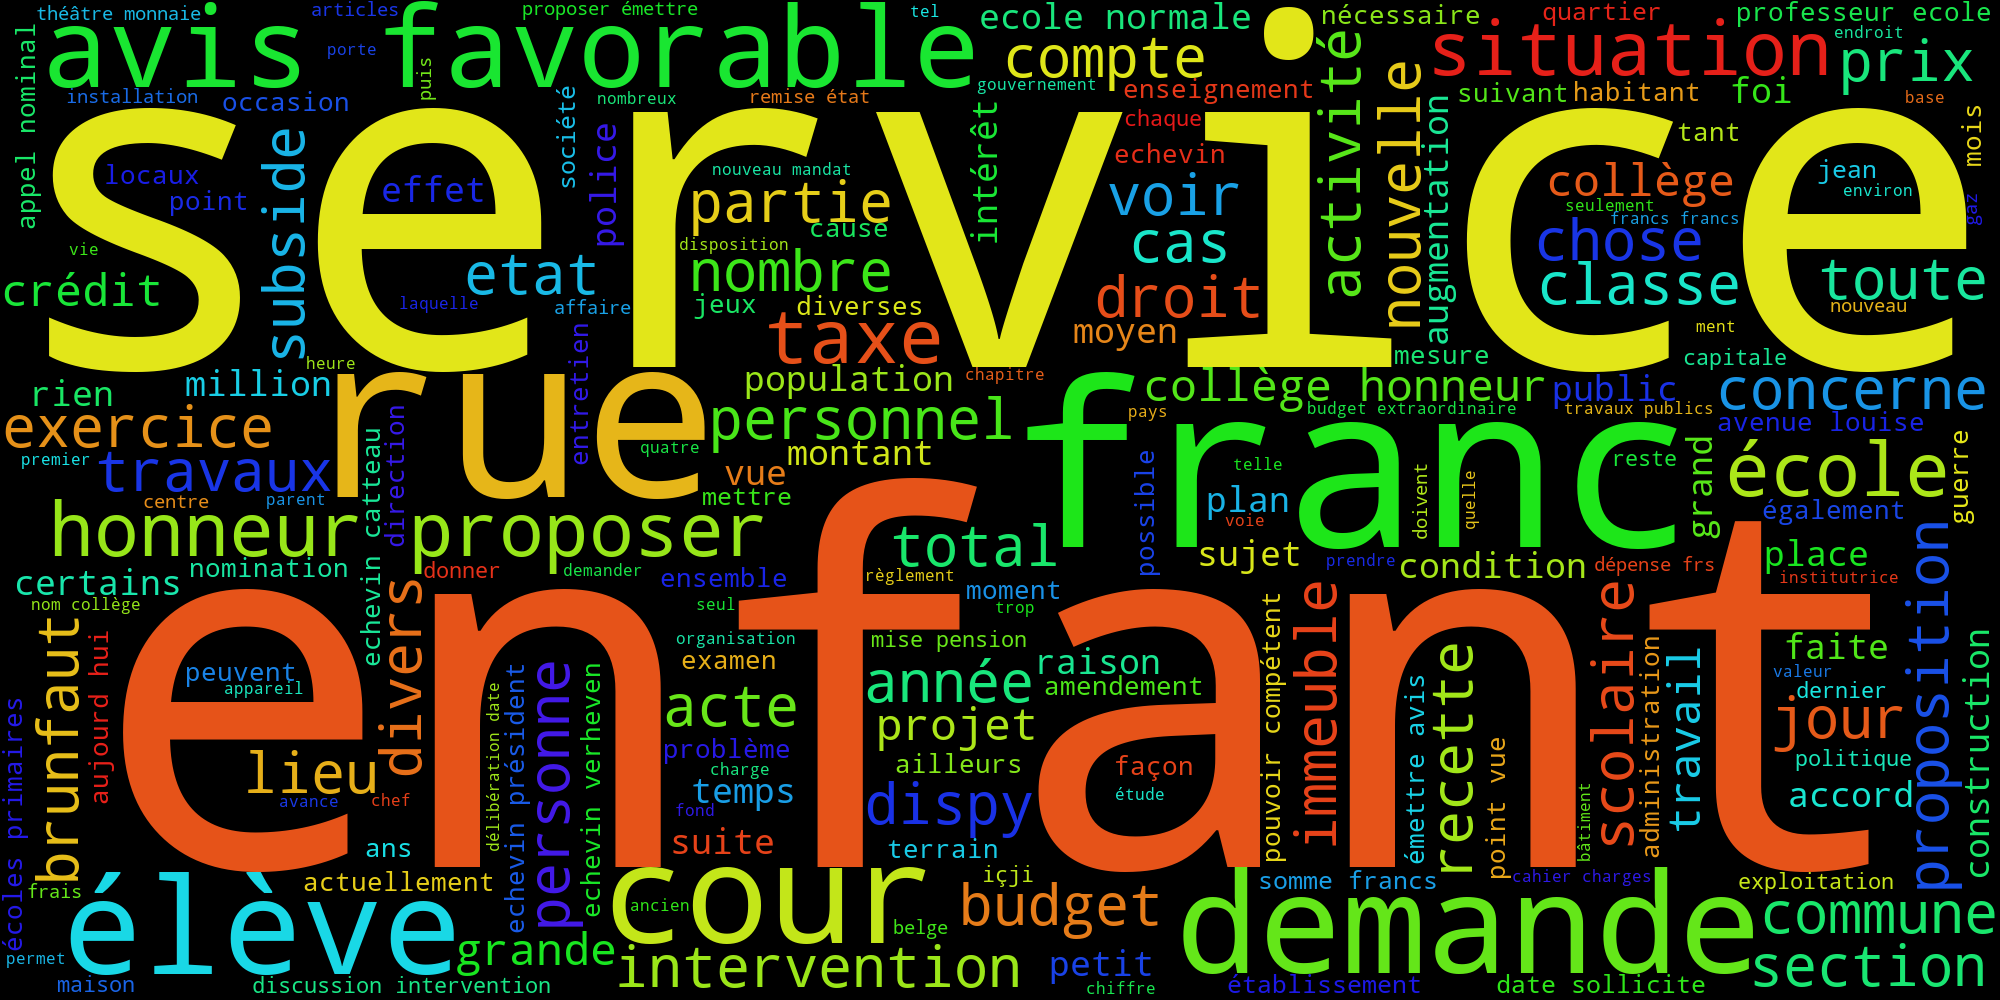 théâtre monnaie
articles
proposer émettre
tel
ecole normale
nécessaire
quartier
professeur ecole
appel nominal
avis favorable
porte
puis
compte
activité
situation
endroit
prix
installation
occasion
société
nombreux
remise état
gouvernement
enseignement
nouvelle
suivant
habitant
foi
base
service
subside
police
intérêt
chaque
augmentation
tant
mois
locaux
effet
nouveau mandat
echevin
collège
jean
environ
point
partie
voir
seulement
francs francs
gaz
vie
cause
disposition
cas
chose
crédit
etat
nombre
droit
classe
toute
laquelle
affaire
jeux
diverses
nouveau
taxe
moyen
ment
heure
entretien
mesure
capitale
rien
million
population
chapitre
collège honneur
public
concerne
exercice
rue
personnel
franc
pays
budget extraordinaire
travaux publics
avenue louise
premier
travaux
echevin catteau
direction
quatre
montant
vue
possible
telle
doivent
quelle
reste
grand
école
guerre
centre
parent
mettre
plan
également
honneur
proposer
total
voie
sujet
prendre
condition
dépense frs
place
proposition
certains
nomination
donner
demander
ensemble
règlement
moment
institutrice
nom collège
divers
seul
trop
enfant
brunfaut
aujourd hui
organisation
mise pension
pouvoir compétent
immeuble
scolaire
faite
construction
peuvent
appareil
echevin président
personne
echevin verheven
examen
année
raison
amendement
recette
administration
travail
valeur
dernier
écoles primaires
délibération date
acte
projet
émettre avis
jour
lieu
problème
charge
ailleurs
façon
point vue
politique
avance
chef
temps
fond
dispy
étude
bâtiment
accord
ans
suite
terrain
frais
actuellement
cour
içji
somme francs
cahier charges
exploitation
élève
ancien
belge
budget
demande
commune
permet
grande
intervention
petit
section
maison
discussion intervention
chiffre
établissement
date sollicite